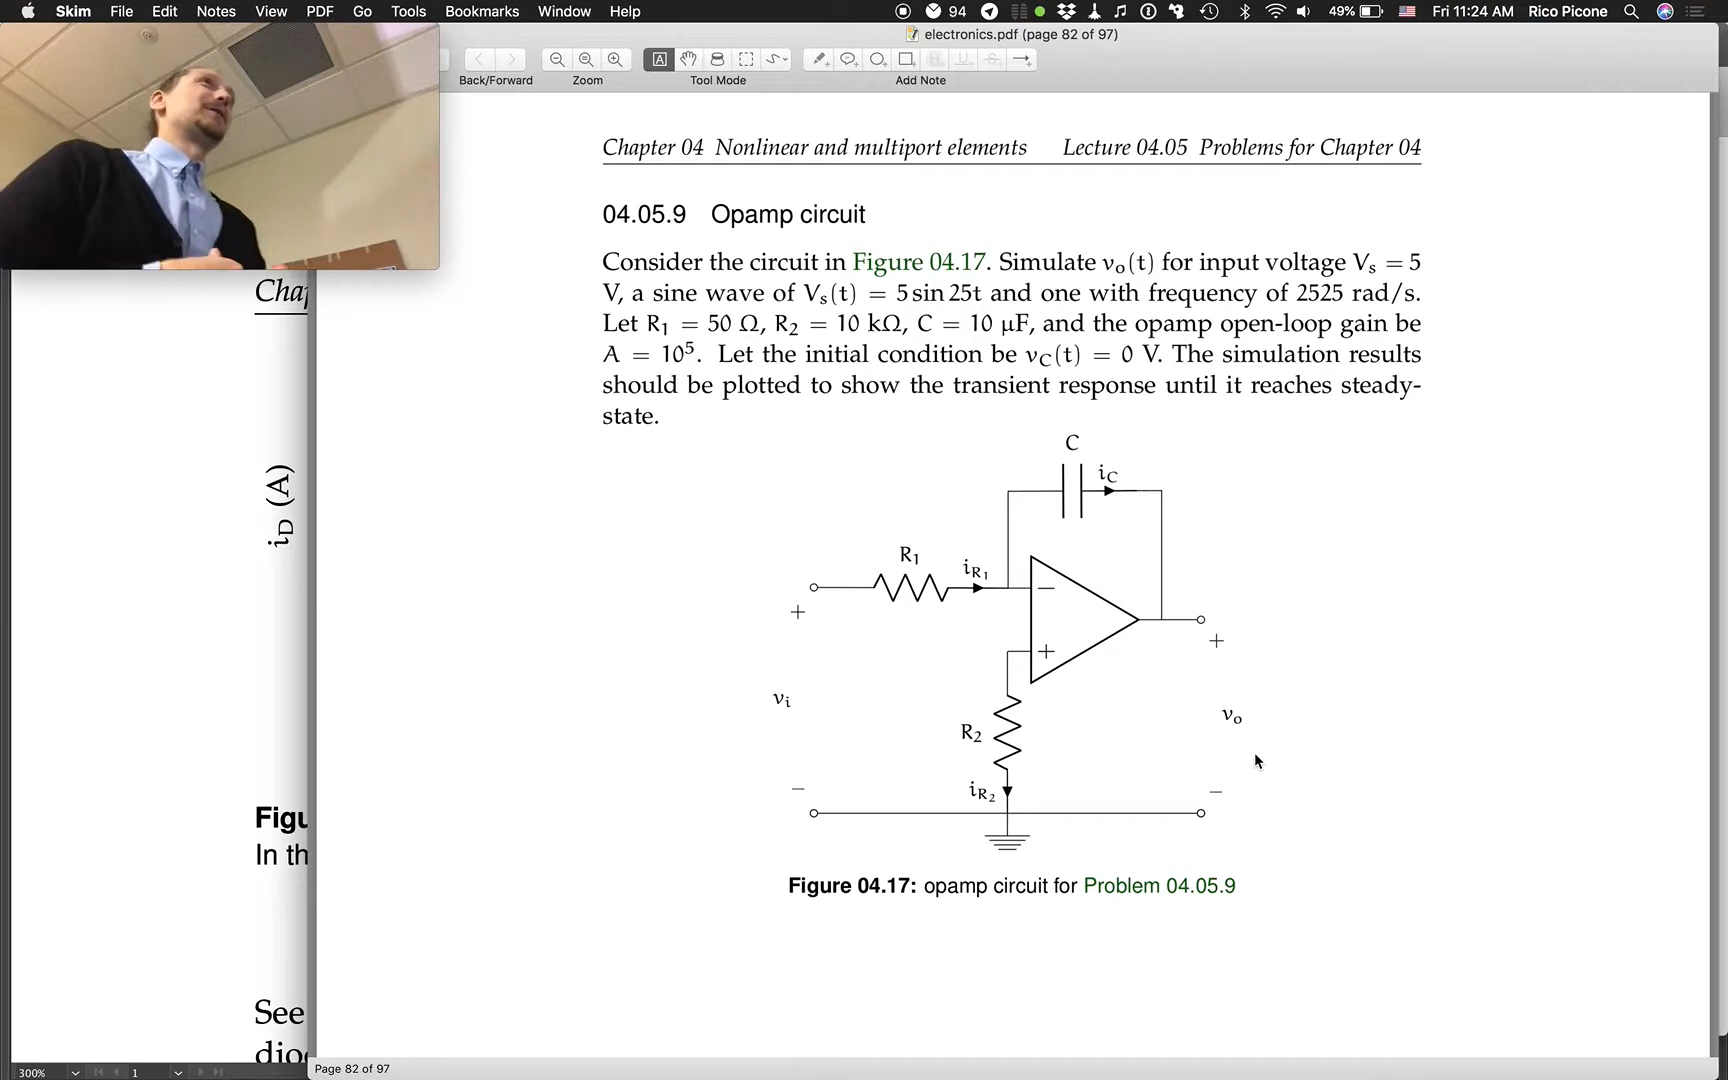 Skim File Edit Notes View PDF Go Tools Bookmarks Window Help 94 49% Fri 11:24 AM Rico Picone
electronics.pdf (page 82 of 97)
Back/Forward Zoom Tool Mode Add Note
Chapter 04 Nonlinear and multiport elements Lecture 04.05 Problems for Chapter 04
04.05.9 Opamp circuit
Consider the circuit in Figure 04.17. Simulate vₒ(t) for input voltage Vₛ = 5
V, a sine wave of Vₛ(t) = 5 sin 25t and one with frequency of 2525 rad/s.
Let R₁ = 50 Ω, R₂ = 10 kΩ, C = 10 μF, and the opamp open-loop gain be
A = 10⁵. Let the initial condition be v_C(t) = 0 V. The simulation results
should be plotted to show the transient response until it reaches steady-
state.
C
i_C
R₁
i_R₁
−
+
+
+
vᵢ
R₂
vₒ
−
i_R₂
−
Figure 04.17: opamp circuit for Problem 04.05.9
Chap
i_D (A)
Figu
In th
See
dio
300% 1
Page 82 of 97